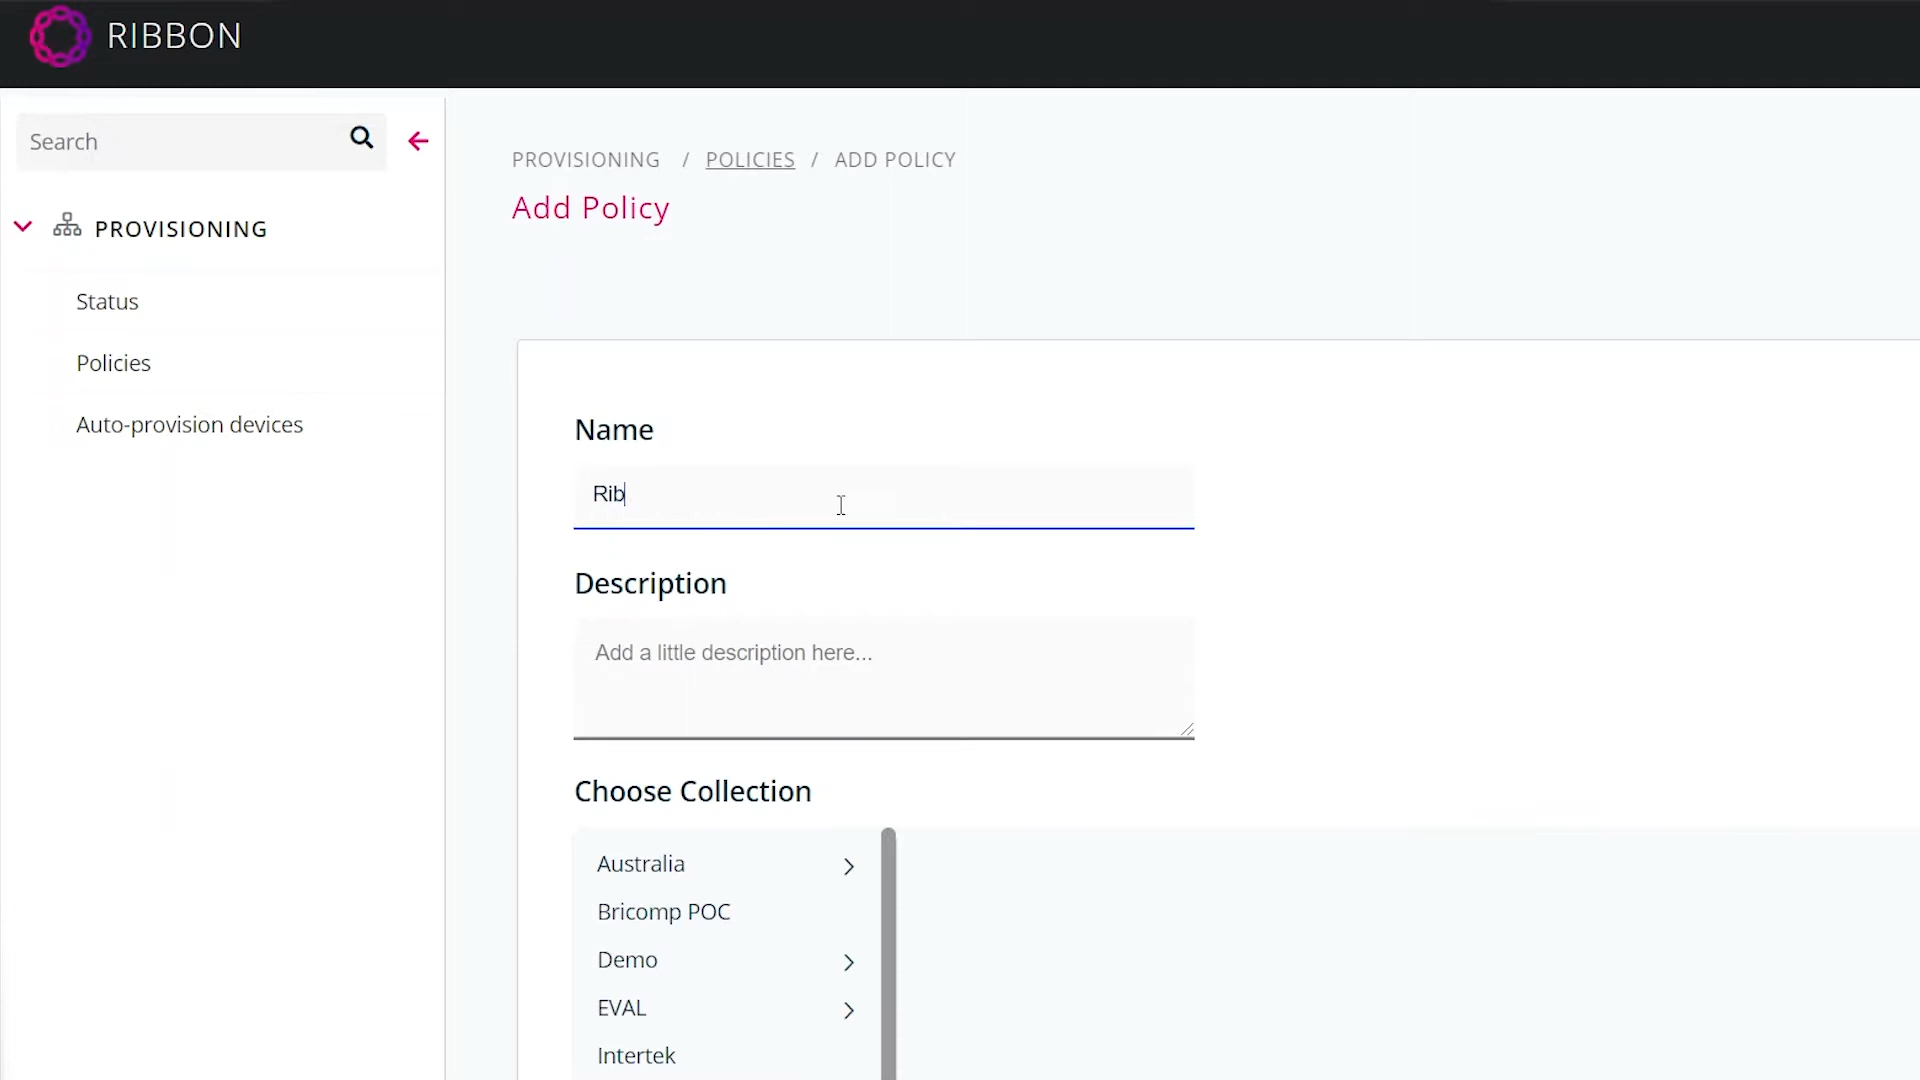 RIBBON
Search
PROVISIONING / POLICIES / ADD POLICY
Add Policy
PROVISIONING
Status
Policies
Auto-provision devices
Name
Rib
Description
Add a little description here...
Choose Collection
Australia
Bricomp POC
Demo
EVAL
Intertek